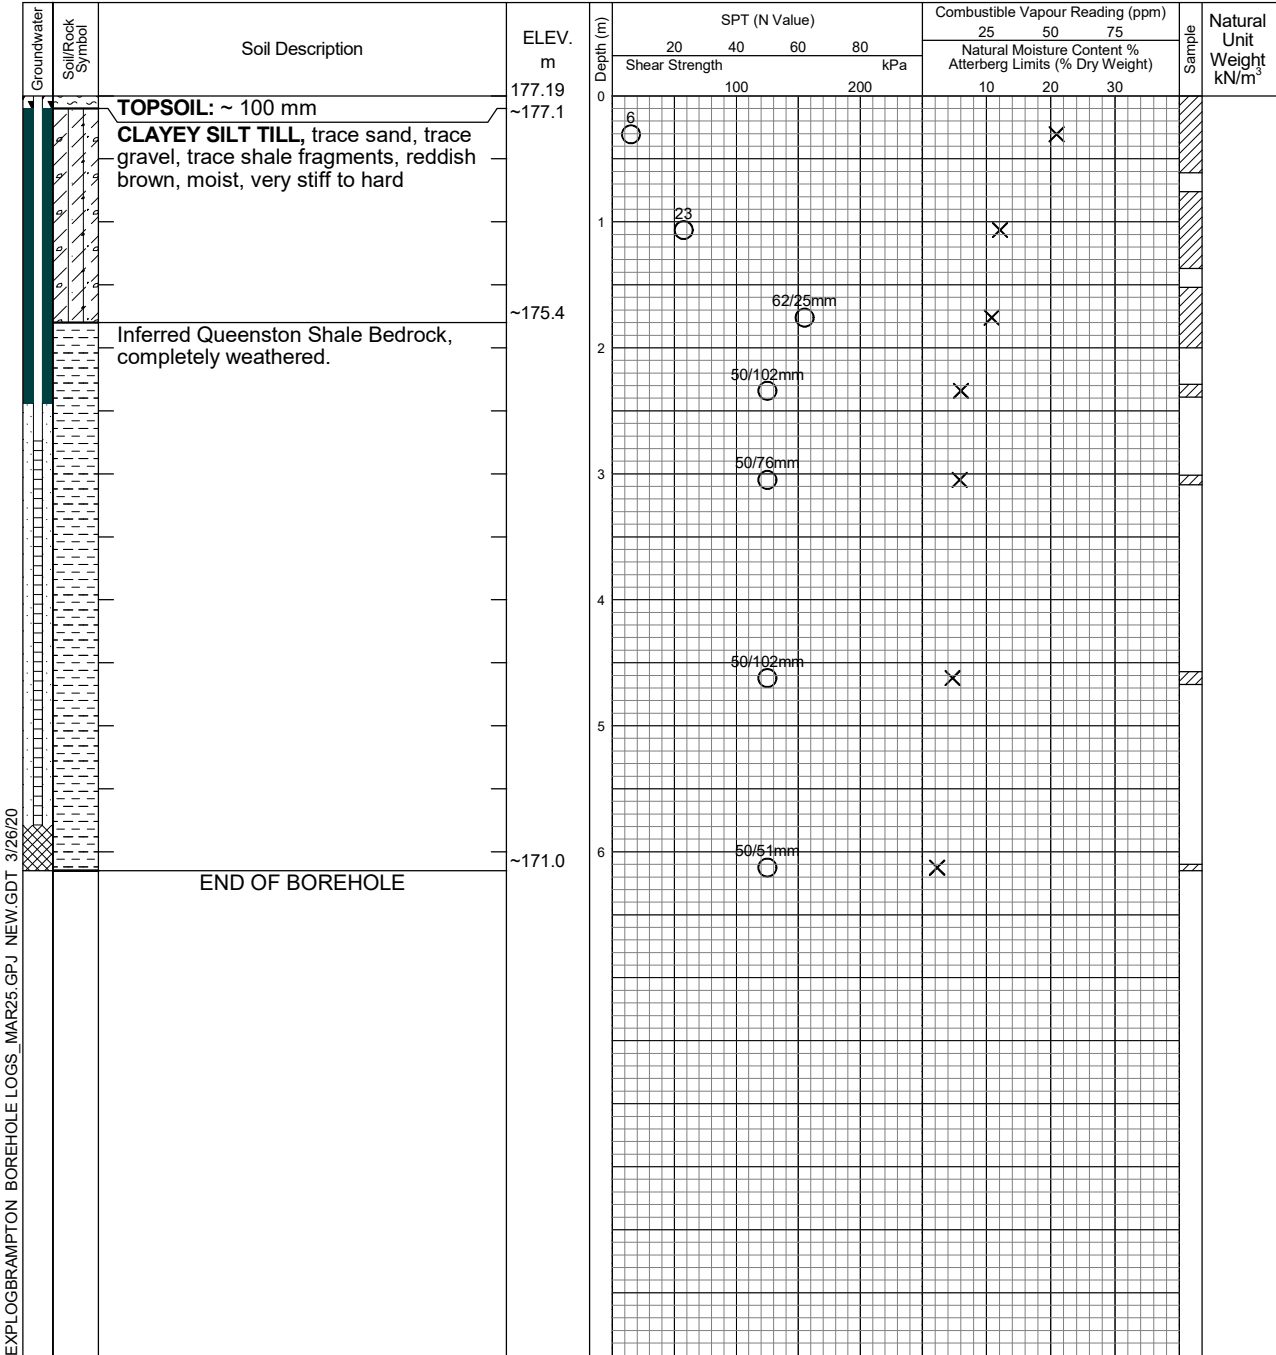 Groundwater
Soil/Rock
Symbol
Soil Description
ELEV.
m
177.19
Depth (m)
SPT (N Value)
20 40 60 80
Shear Strength kPa
100 200
Combustible Vapour Reading (ppm)
25 50 75
Natural Moisture Content %
Atterberg Limits (% Dry Weight)
10 20 30
Sample
Natural
Unit
Weight
kN/m³
0
TOPSOIL: ~ 100 mm
~177.1
6
CLAYEY SILT TILL, trace sand, trace
gravel, trace shale fragments, reddish
brown, moist, very stiff to hard
23
1
62/25mm
~175.4
Inferred Queenston Shale Bedrock,
completely weathered.
2
50/102mm
50/76mm
3
4
50/102mm
5
50/51mm
6
~171.0
END OF BOREHOLE
EXPLOGBRAMPTON BOREHOLE LOGS_MAR25.GPJ NEW.GDT 3/26/20